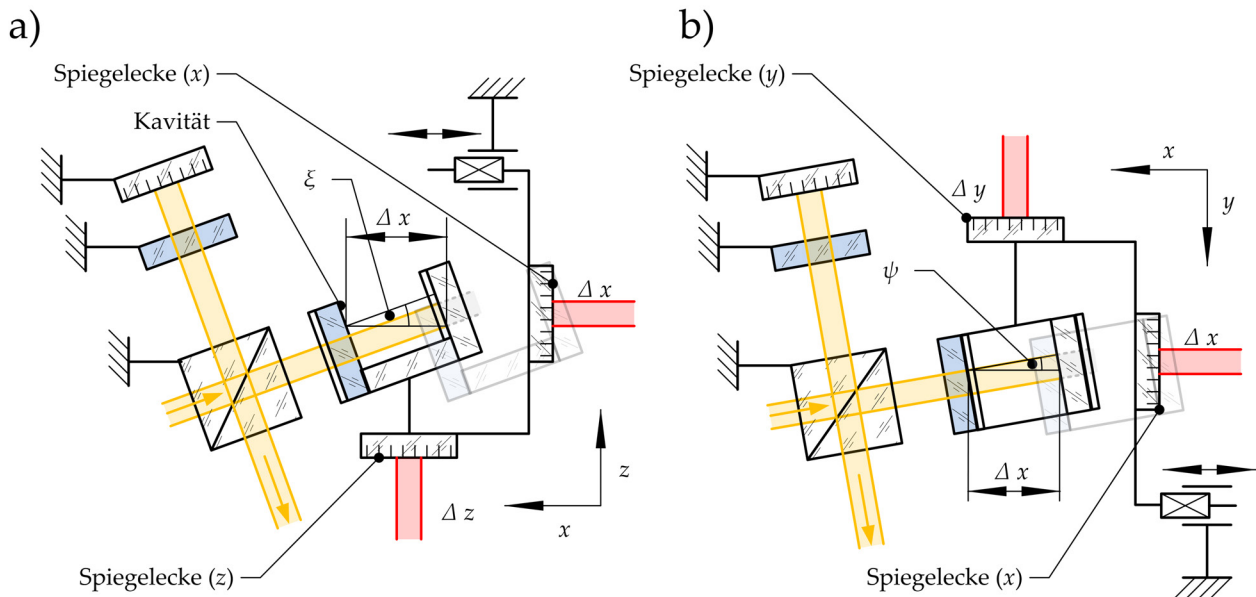 a)
Spiegelecke (x)
Kavität
ξ
Δ x
Δ x
z
x
Δ z
Spiegelecke (z)
b)
Spiegelecke (y)
x
Δ y
y
ψ
Δ x
Δ x
Spiegelecke (x)